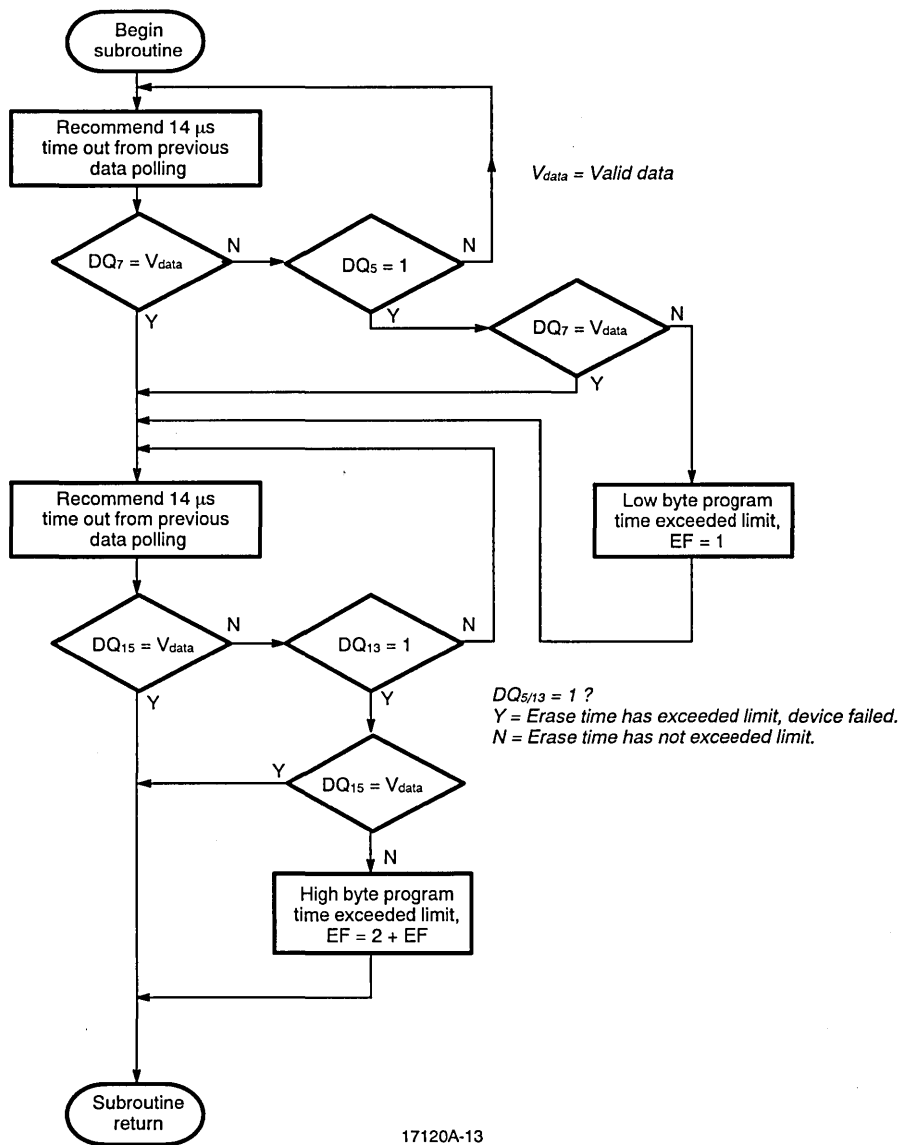 Begin
subroutine
Recommend 14 µs
time out from previous
data polling
V data = Valid data
DQ7 = Vdata
N
Y
DQ5 = 1
N
Y
DQ7 = Vdata
N
Y
Recommend 14 µs
time out from previous
data polling
Low byte program
time exceeded limit,
EF = 1
DQ15 = Vdata
N
Y
DQ13 = 1
N
Y
DQ5/13 = 1 ?
Y = Erase time has exceeded limit, device failed.
N = Erase time has not exceeded limit.
DQ15 = Vdata
Y
N
High byte program
time exceeded limit,
EF = 2 + EF
Subroutine
return
17120A-13